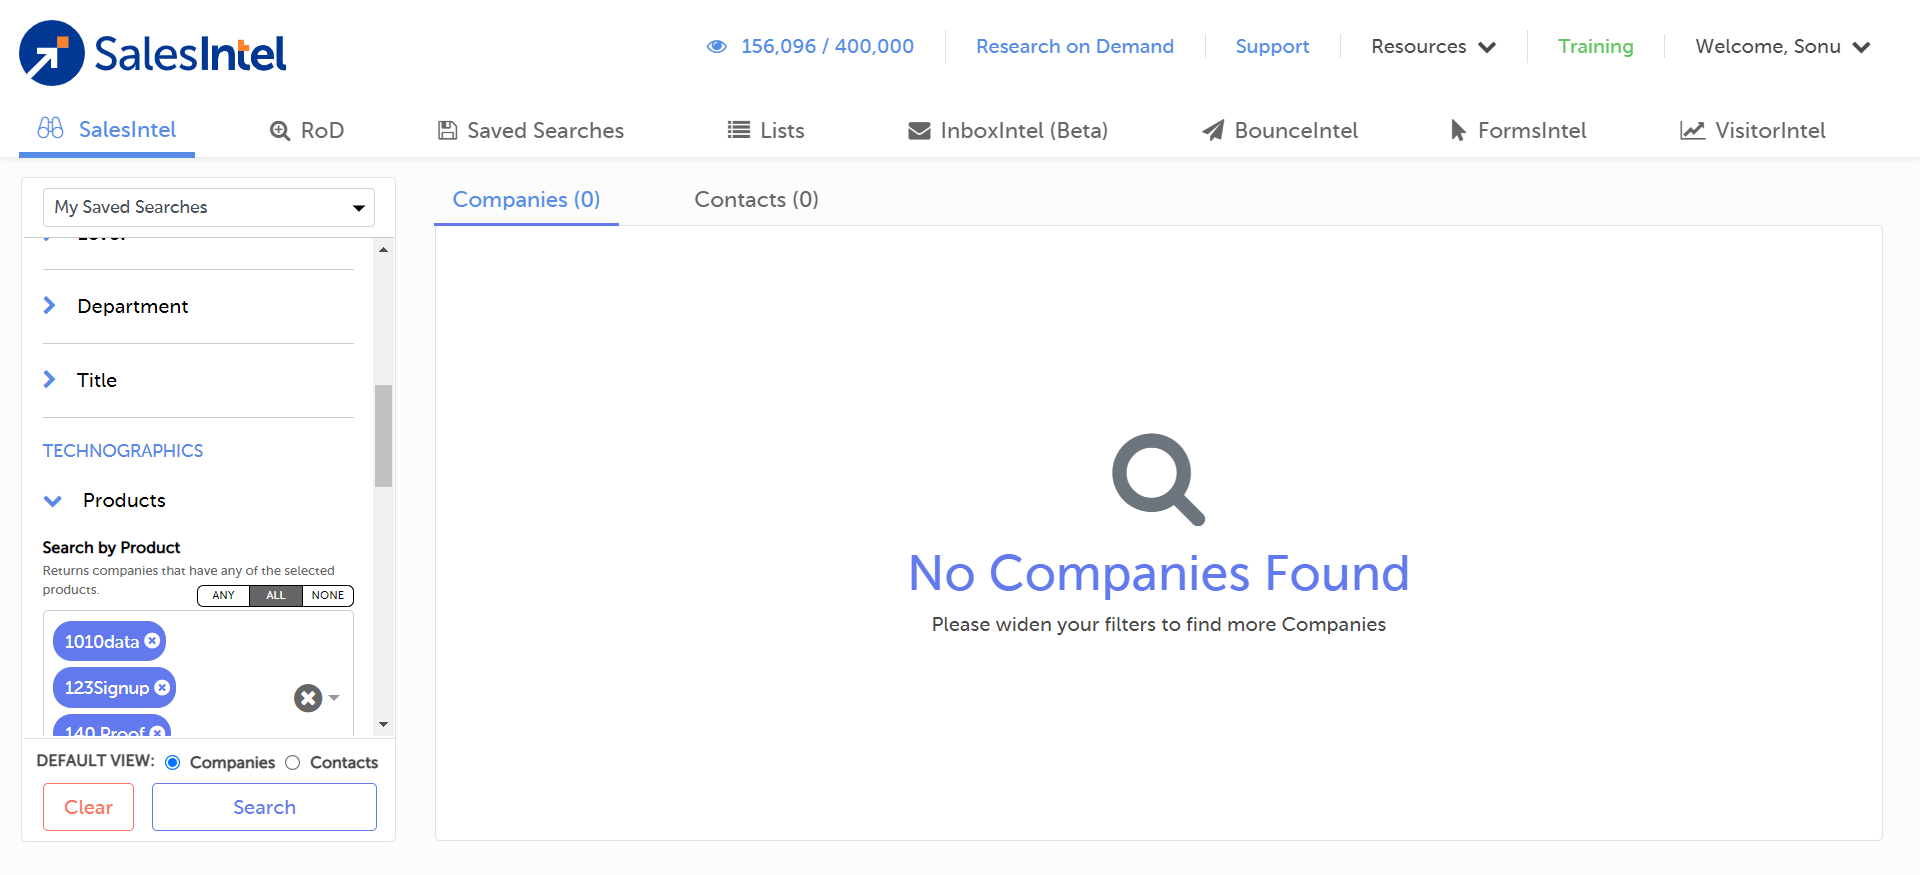 SalesIntel
156,096 / 400,000
Research on Demand
Support
Resources
Training
Welcome, Sonu
SalesIntel
RoD
Saved Searches
Lists
InboxIntel (Beta)
BounceIntel
FormsIntel
VisitorIntel
My Saved Searches
Department
Title
TECHNOGRAPHICS
Products
Search by Product
Returns companies that have any of the selected
products.
ANY
ALL
NONE
1010data
123Signup
140 Proof
DEFAULT VIEW:
Companies
Contacts
Clear
Search
Companies (0)
Contacts (0)
No Companies Found
Please widen your filters to find more Companies